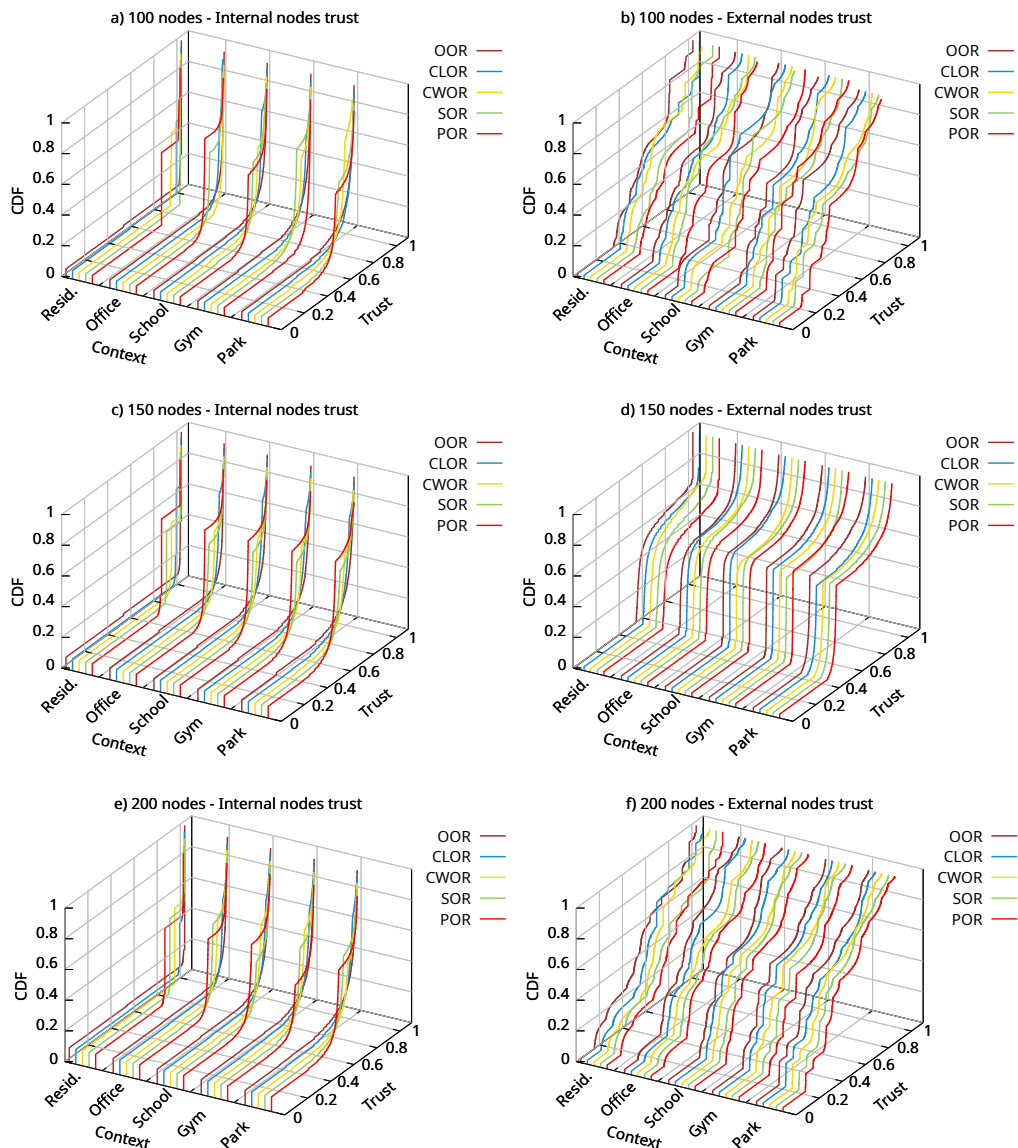 a) 100 nodes - Internal nodes trust
OOR
CLOR
CWOR
SOR
POR
1
0.8
0.6
0.4
0.2
0
CDF
Resid.
Office
School
Gym
Park
Context
0
0.2
0.4
0.6
0.8
1
Trust
b) 100 nodes - External nodes trust
OOR
CLOR
CWOR
SOR
POR
1
0.8
0.6
0.4
0.2
0
CDF
Resid.
Office
School
Gym
Park
Context
0
0.2
0.4
0.6
0.8
1
Trust
c) 150 nodes - Internal nodes trust
OOR
CLOR
CWOR
SOR
POR
1
0.8
0.6
0.4
0.2
0
CDF
Resid.
Office
School
Gym
Park
Context
0
0.2
0.4
0.6
0.8
1
Trust
d) 150 nodes - External nodes trust
OOR
CLOR
CWOR
SOR
POR
1
0.8
0.6
0.4
0.2
0
CDF
Resid.
Office
School
Gym
Park
Context
0
0.2
0.4
0.6
0.8
1
Trust
e) 200 nodes - Internal nodes trust
OOR
CLOR
CWOR
SOR
POR
1
0.8
0.6
0.4
0.2
0
CDF
Resid.
Office
School
Gym
Park
Context
0
0.2
0.4
0.6
0.8
1
Trust
f) 200 nodes - External nodes trust
OOR
CLOR
CWOR
SOR
POR
1
0.8
0.6
0.4
0.2
0
CDF
Resid.
Office
School
Gym
Park
Context
0
0.2
0.4
0.6
0.8
1
Trust